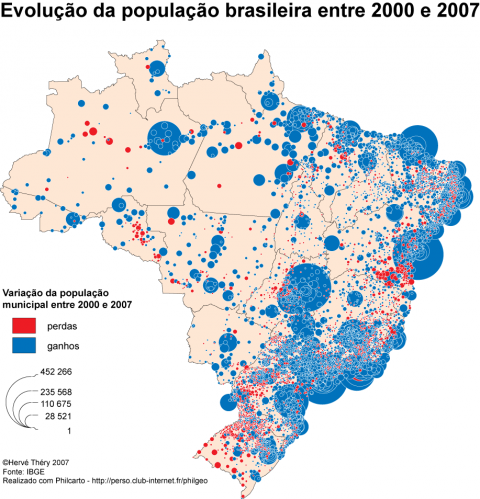 Evolução da população brasileira entre 2000 e 2007
Variação da população
municipal entre 2000 e 2007
perdas
ganhos
452 266
235 568
110 675
28 521
1
©Hervé Théry 2007
Fonte: IBGE
Realizado com Philcarto - http://perso.club-internet.fr/philgeo